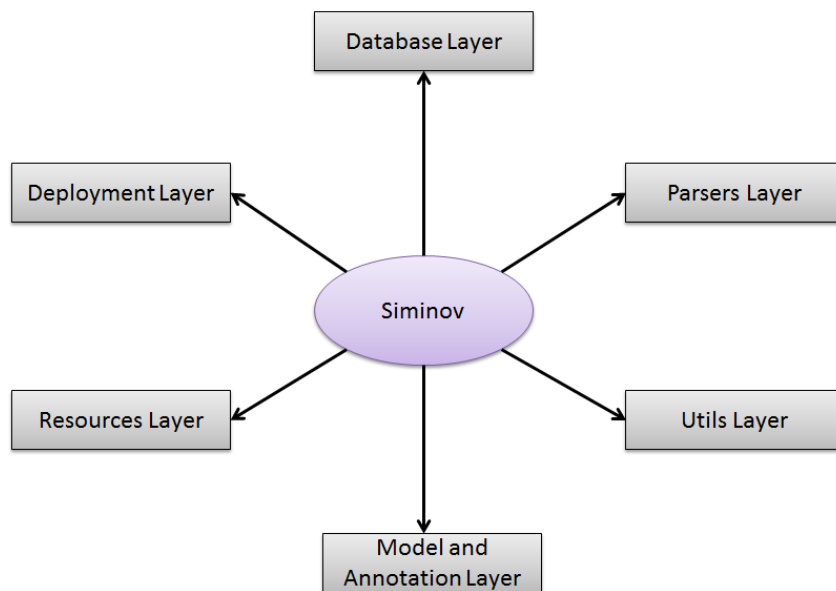 Database Layer
Deployment Layer
Parsers Layer
Siminov
Resources Layer
Utils Layer
Model and
Annotation Layer